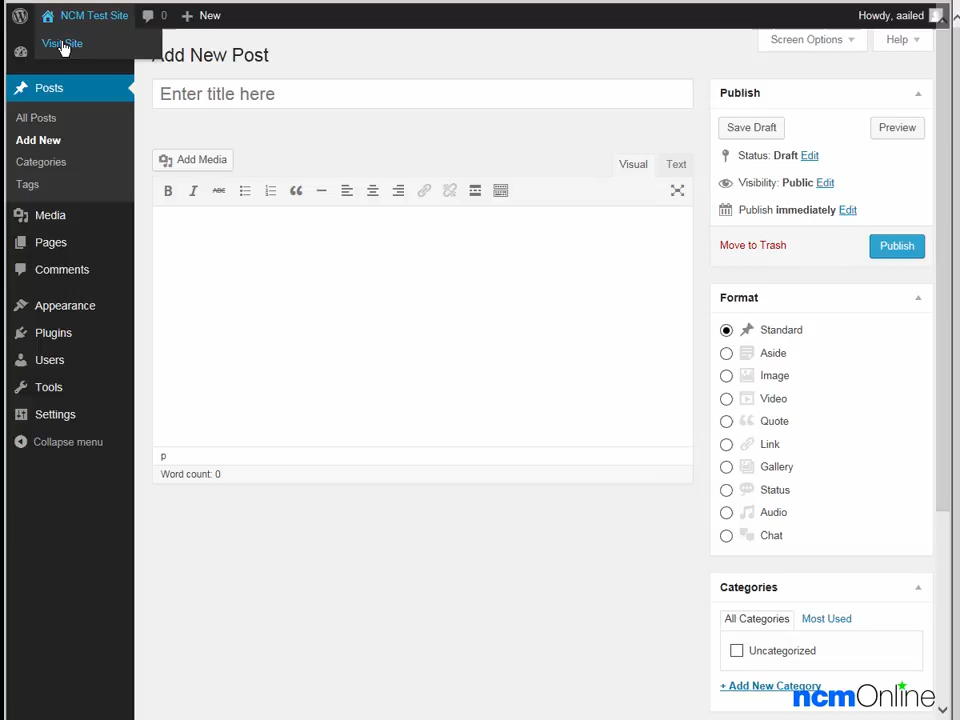 NCM Test Site 0 + New Howdy, aailed
Visit Site
Screen Options Help
Add New Post
Posts
All Posts
Add New
Categories
Tags
Media
Pages
Comments
Appearance
Plugins
Users
Tools
Settings
Collapse menu
Enter title here
Add Media
Visual Text
B I ABC
p
Word count: 0
Publish
Save Draft Preview
Status: Draft Edit
Visibility: Public Edit
Publish immediately Edit
Move to Trash Publish
Format
Standard
Aside
Image
Video
Quote
Link
Gallery
Status
Audio
Chat
Categories
All Categories Most Used
Uncategorized
+ Add New Category
ncmOnline